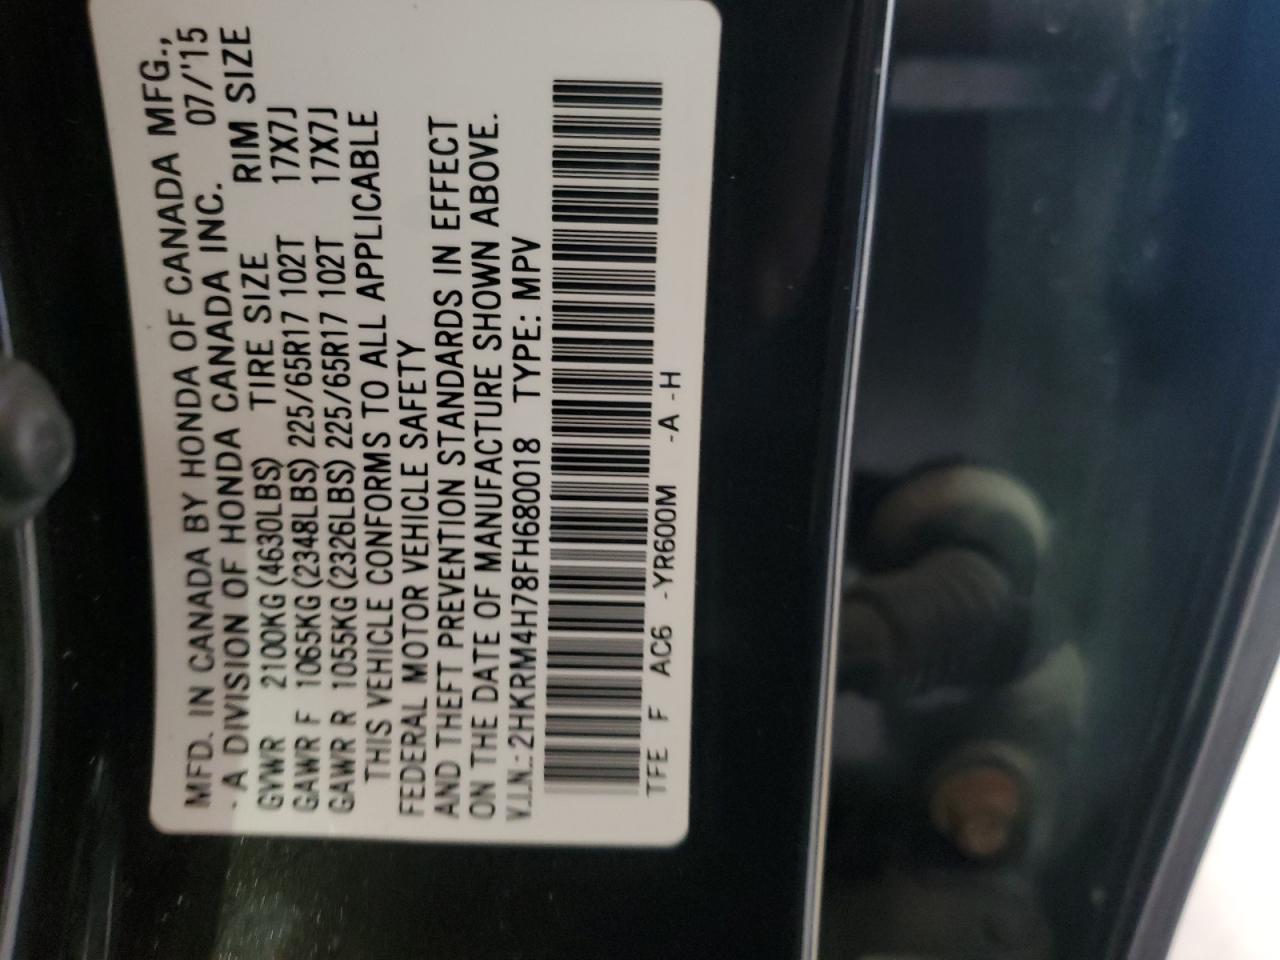 MFD. IN CANADA BY HONDA OF CANADA MFG.,
- A DIVISION OF HONDA CANADA INC. 07/'15
GVWR 2100KG(4630LBS) TIRE SIZE RIM SIZE
GAWR F 1065KG(2348LBS) 225/65R17 102T 17X7J
GAWR R 1055KG(2326LBS) 225/65R17 102T 17X7J
THIS VEHICLE CONFORMS TO ALL APPLICABLE
FEDERAL MOTOR VEHICLE SAFETY
AND THEFT PREVENTION STANDARDS IN EFFECT
ON THE DATE OF MANUFACTURE SHOWN ABOVE.
V.I.N.:2HKRM4H78FH680018 TYPE: MPV
TFE F AC6 -YR600M -A -H